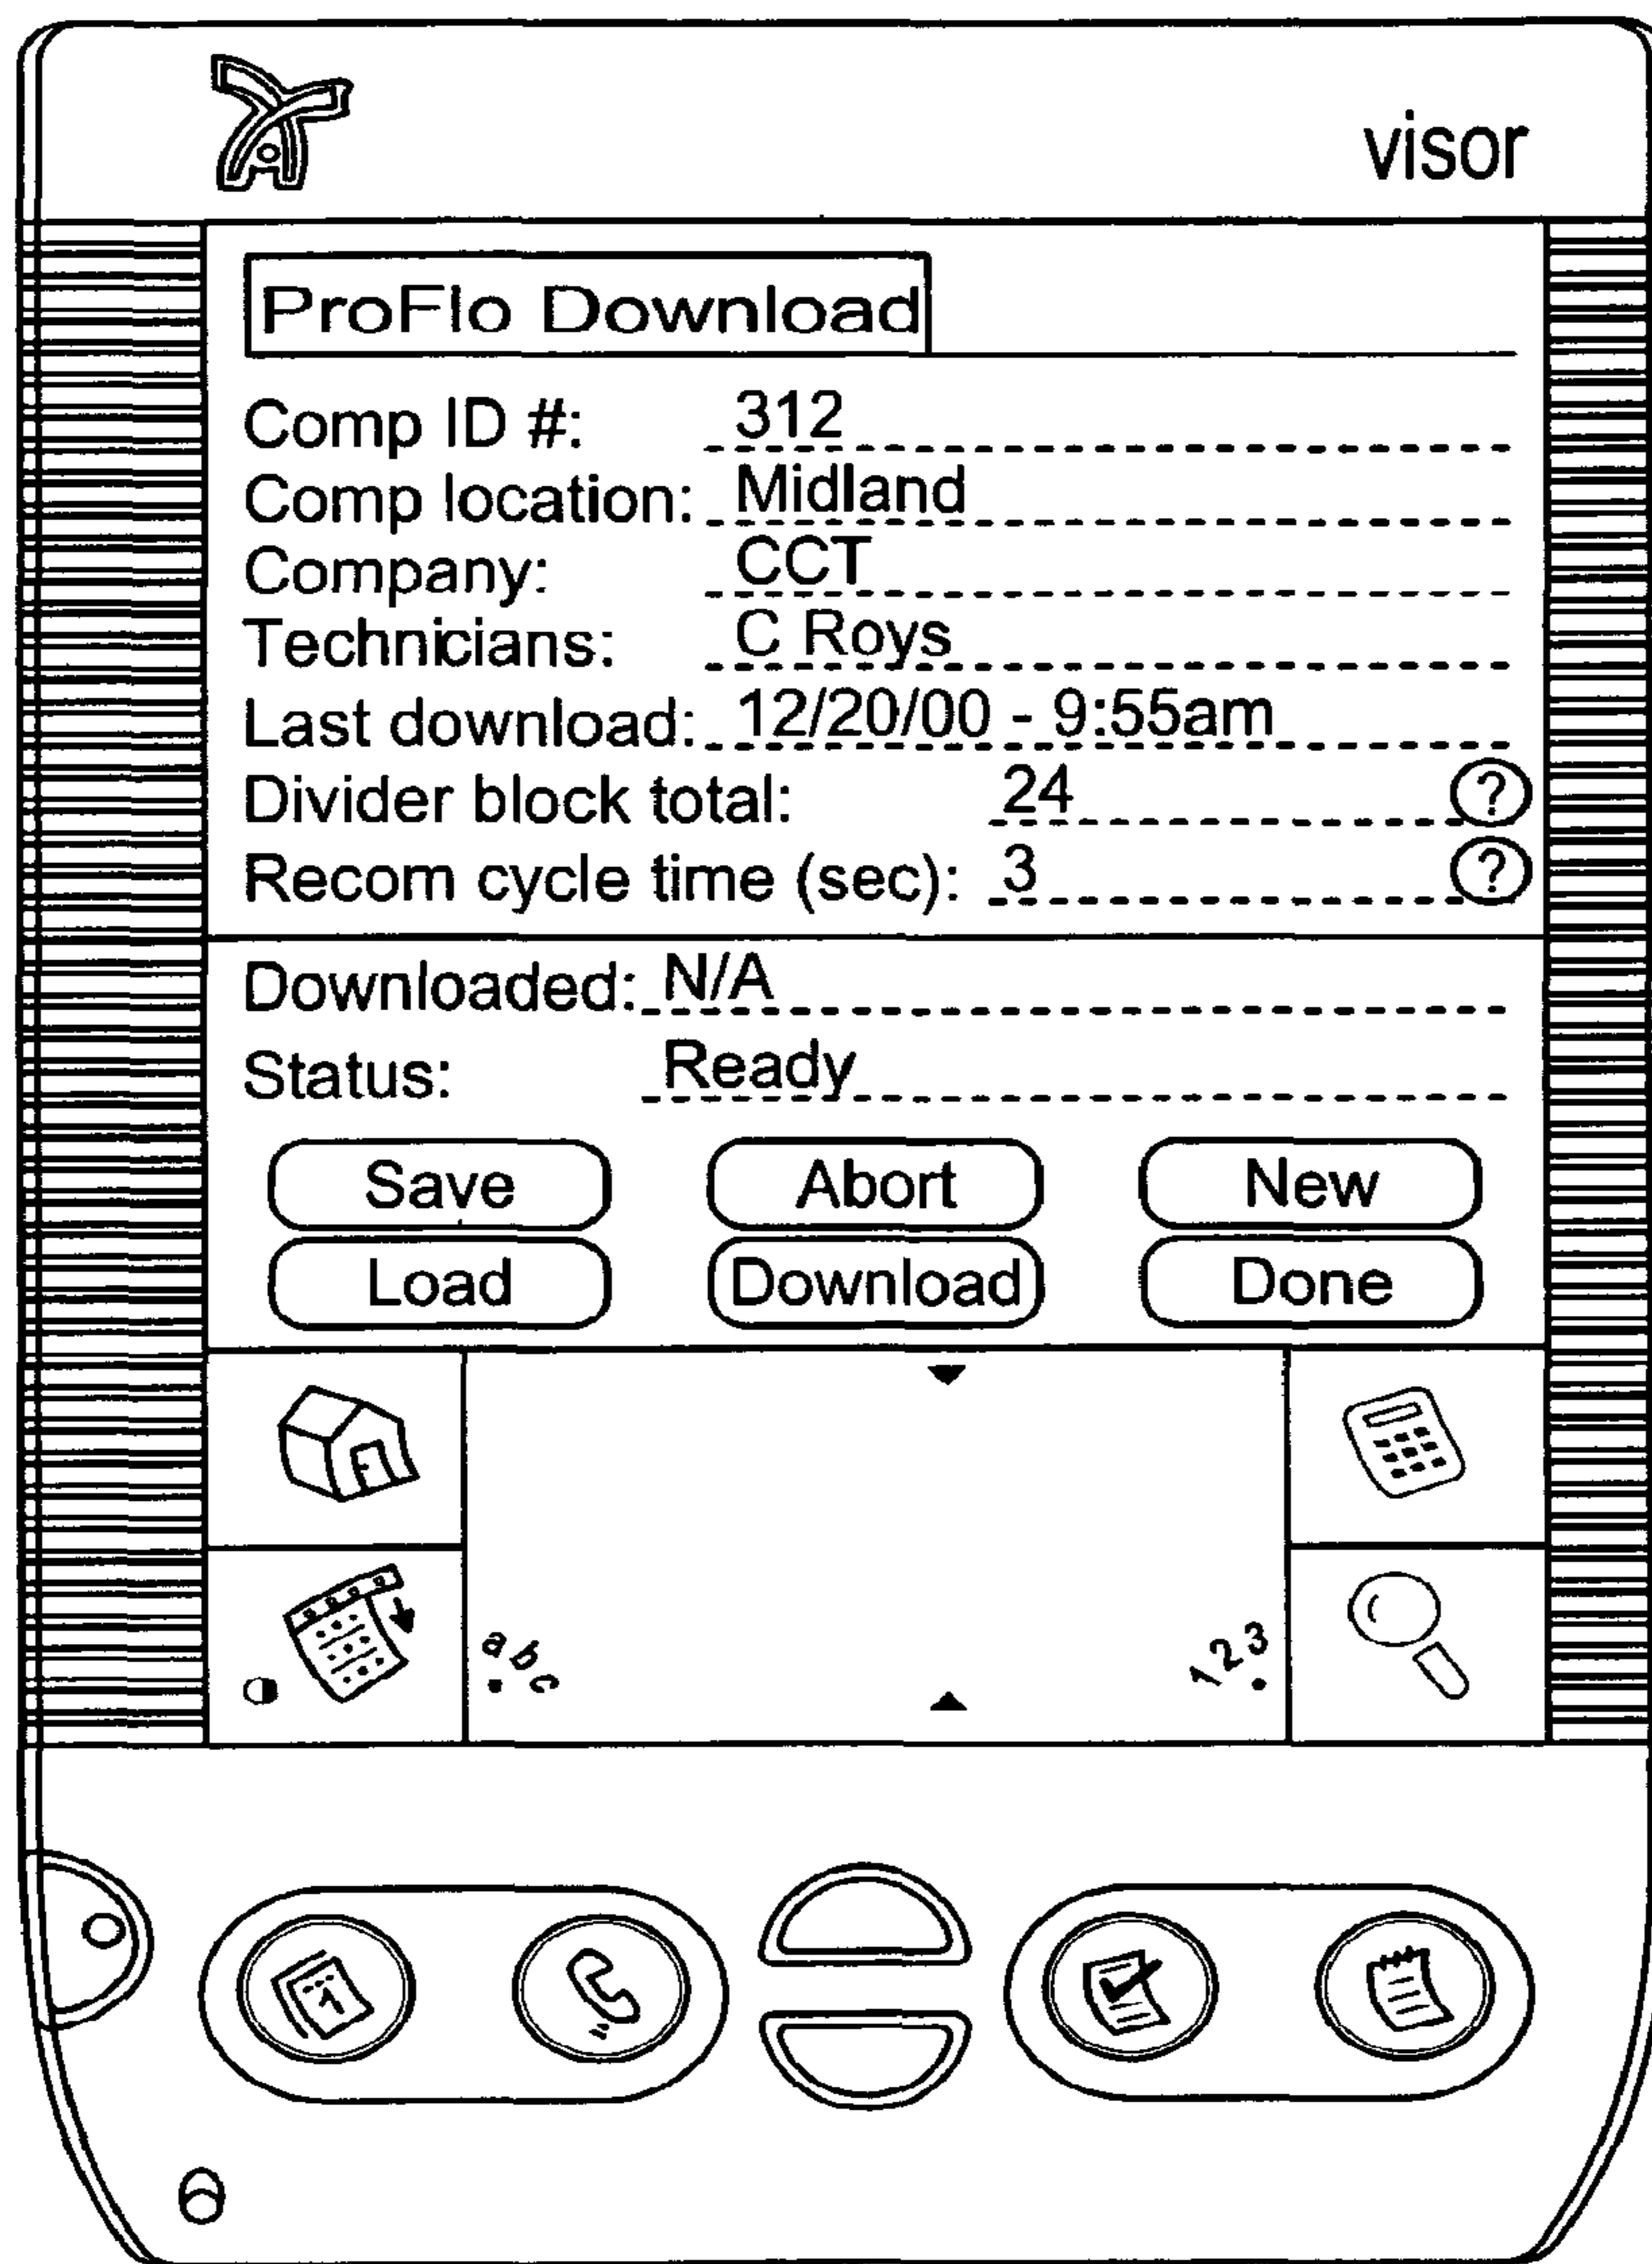 visor
ProFlo Download
Comp ID #: 312
Comp location: Midland
Company: CCT
Technicians: C Roys
Last download: 12/20/00 - 9:55am
Divider block total: 24 ?
Recom cycle time (sec): 3 ?
Downloaded: N/A
Status: Ready
Save Abort New
Load Download Done
abc 123
1